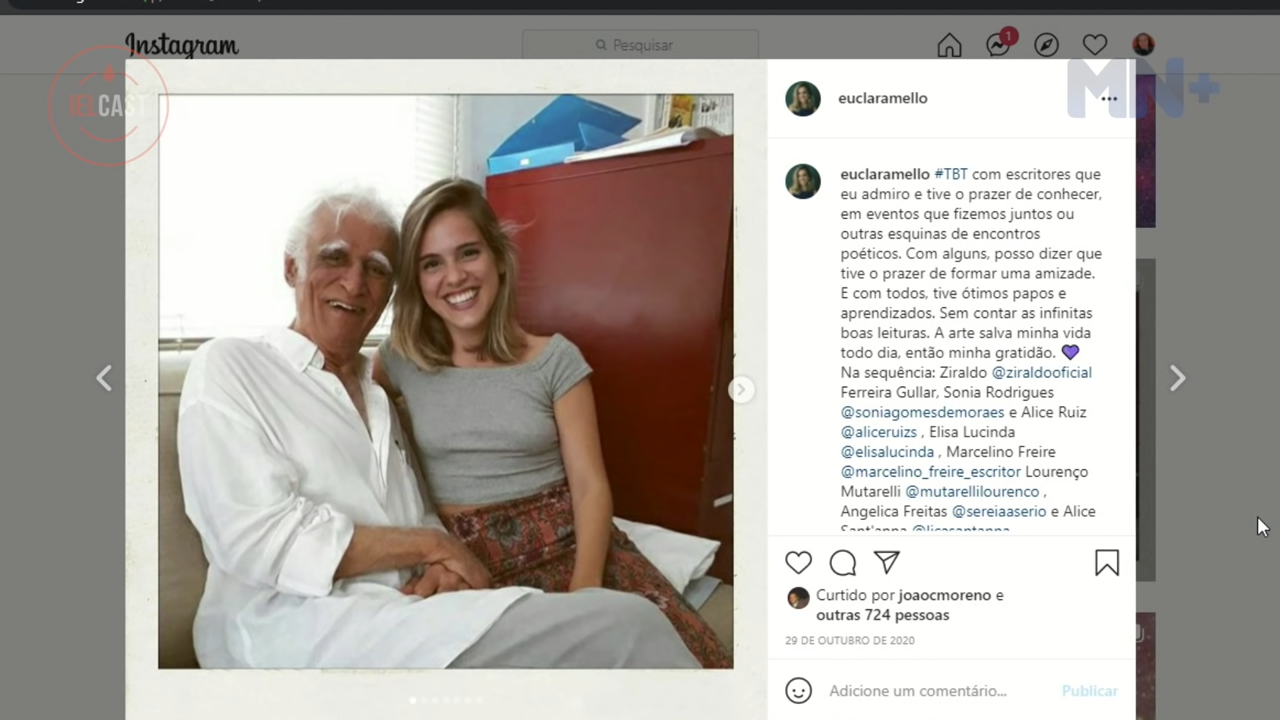 Instagram
Pesquisar
1
IELCAST
MN+
euclaramello
euclaramello #TBT com escritores que
eu admiro e tive o prazer de conhecer,
em eventos que fizemos juntos ou
outras esquinas de encontros
poéticos. Com alguns, posso dizer que
tive o prazer de formar uma amizade.
E com todos, tive ótimos papos e
aprendizados. Sem contar as infinitas
boas leituras. A arte salva minha vida
todo dia, então minha gratidão. 💜
Na sequência: Ziraldo @ziraldooficial
Ferreira Gullar, Sonia Rodrigues
@soniagomesdemoraes e Alice Ruiz
@aliceruizs , Elisa Lucinda
@elisalucinda , Marcelino Freire
@marcelino_freire_escritor Lourenço
Mutarelli @mutarellilourenco ,
Angelica Freitas @sereiaaserio e Alice
Sant'anna @licasantanna
Curtido por joaocmoreno e
outras 724 pessoas
29 DE OUTUBRO DE 2020
Adicione um comentário...
Publicar